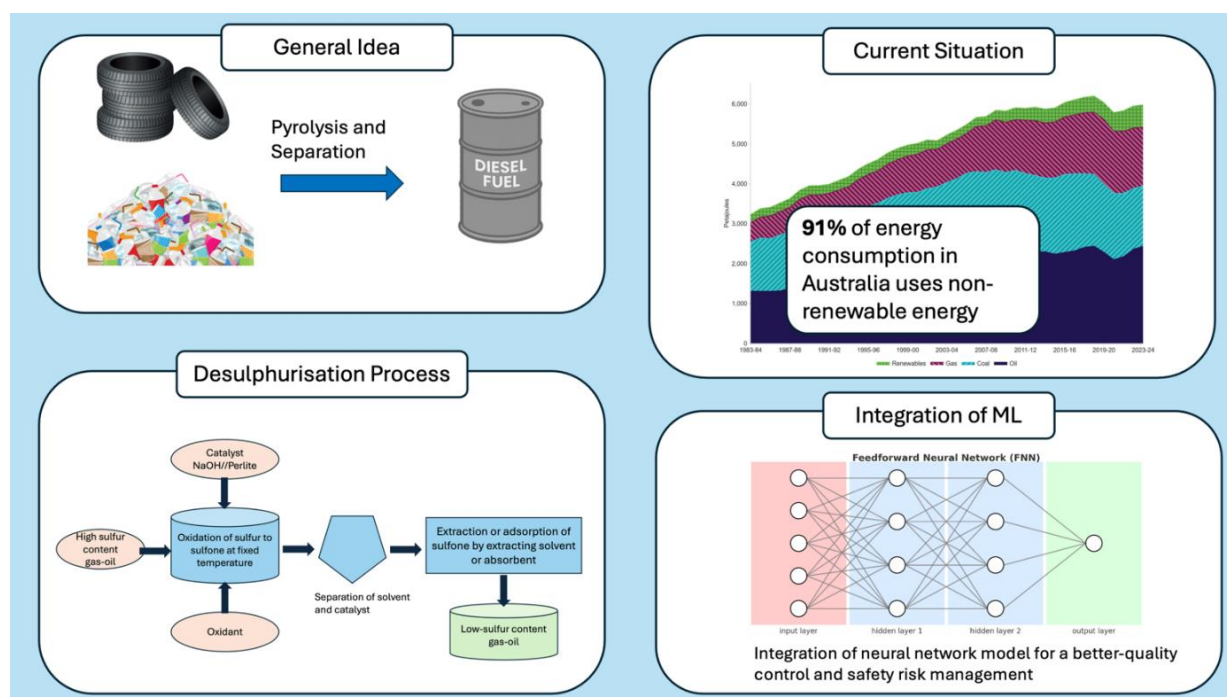 General Idea
Pyrolysis and
Separation
DIESEL
FUEL
Current Situation
Petajoules
6,000
5,000
4,000
3,000
2,000
1,000
0
91% of energy
consumption in
Australia uses non-
renewable energy
1983-84 1987-88 1991-92 1995-96 1999-00 2003-04 2007-08 2011-12 2015-16 2019-20 2023-24
Renewables Gas Coal Oil
Desulphurisation Process
Catalyst
NaOH//Perlite
High sulfur
content
gas-oil
Oxidation of sulfur to
sulfone at fixed
temperature
Oxidant
Separation of solvent
and catalyst
Extraction or adsorption of
sulfone by extracting solvent
or absorbent
Low-sulfur content
gas-oil
Integration of ML
Feedforward Neural Network (FNN)
input layer hidden layer 1 hidden layer 2 output layer
Integration of neural network model for a better-quality
control and safety risk management